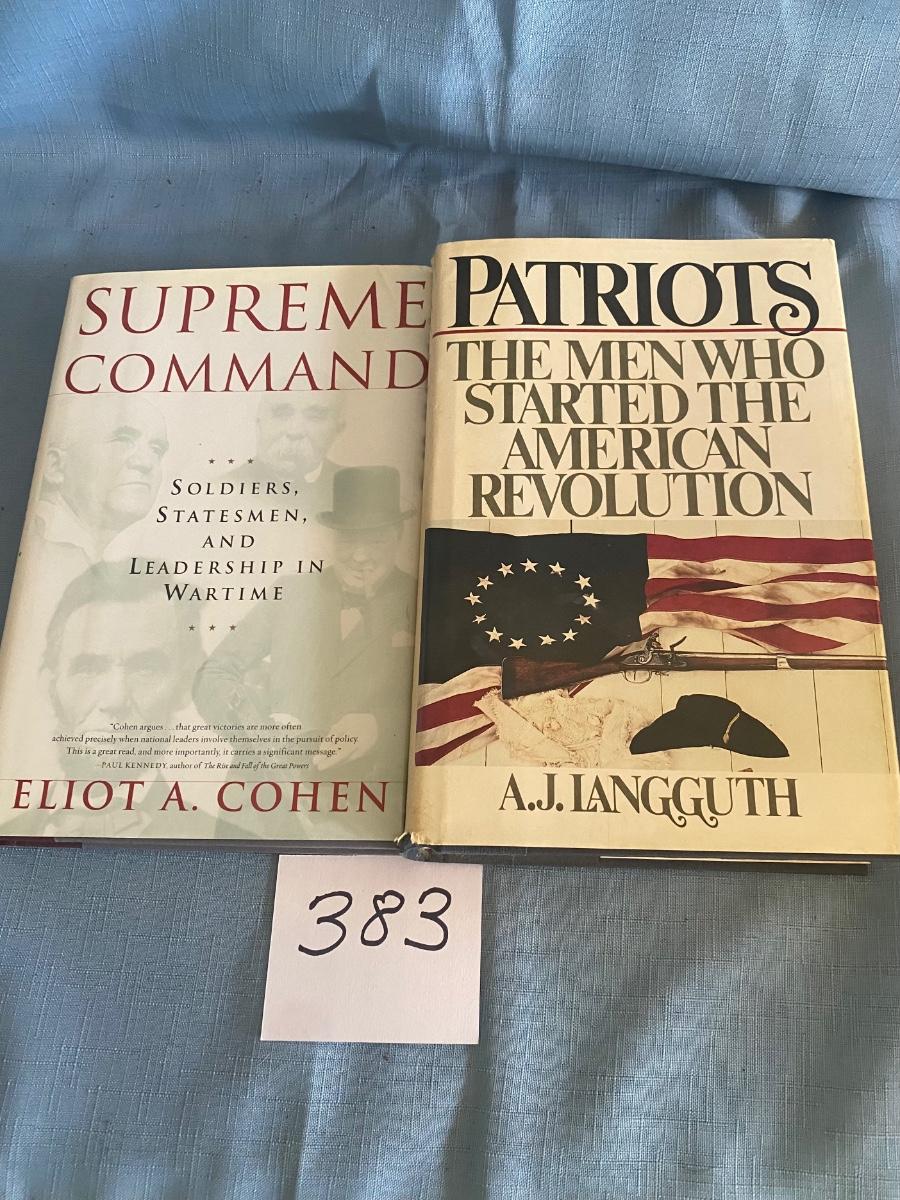 SUPREME
COMMAND
SOLDIERS,
STATESMEN,
AND
LEADERSHIP IN
WARTIME
"Cohen argues . . . that great victories are more often
achieved precisely when national leaders involve themselves in the pursuit of policy.
This is a great read, and more importantly, it carries a significant message."
—PAUL KENNEDY, author of The Rise and Fall of the Great Powers
ELIOT A. COHEN
PATRIOTS
THE MEN WHO
STARTED THE
AMERICAN
REVOLUTION
A.J. LANGGUTH
383